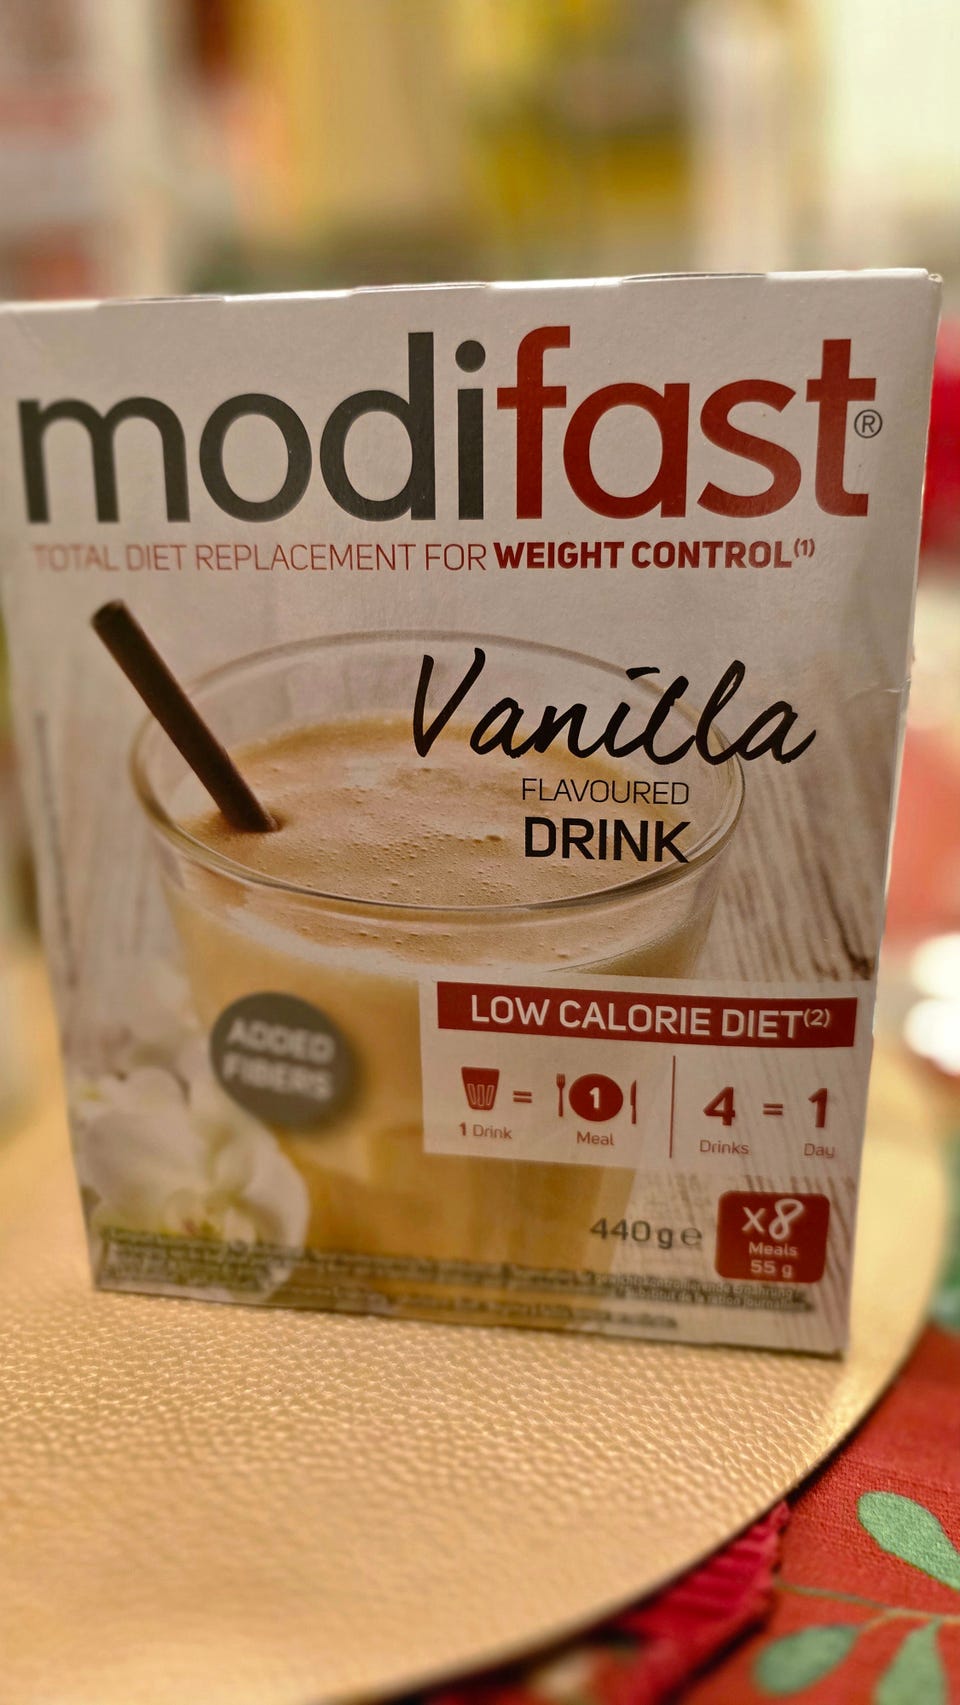 modifast®
TOTAL DIET REPLACEMENT FOR WEIGHT CONTROL(1)
Vanilla
FLAVOURED
DRINK
LOW CALORIE DIET(2)
= 1
1 Drink
Meal
4 = 1
Drinks
Day
ADDED
FIBERS
440 g e
x8
Meals
55 g